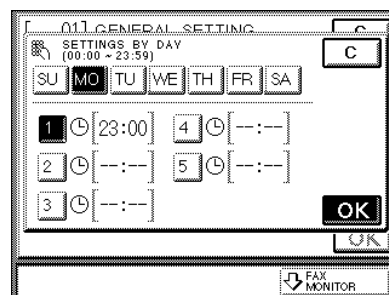 01] GENERAL SETTING C
SETTINGS BY DAY
(00:00 ~ 23:59)
C
SU MO TU WE TH FR SA
1 [23:00] 4 [--:--]
2 [--:--] 5 [--:--]
3 [--:--]
OK
OK
FAX
MONITOR